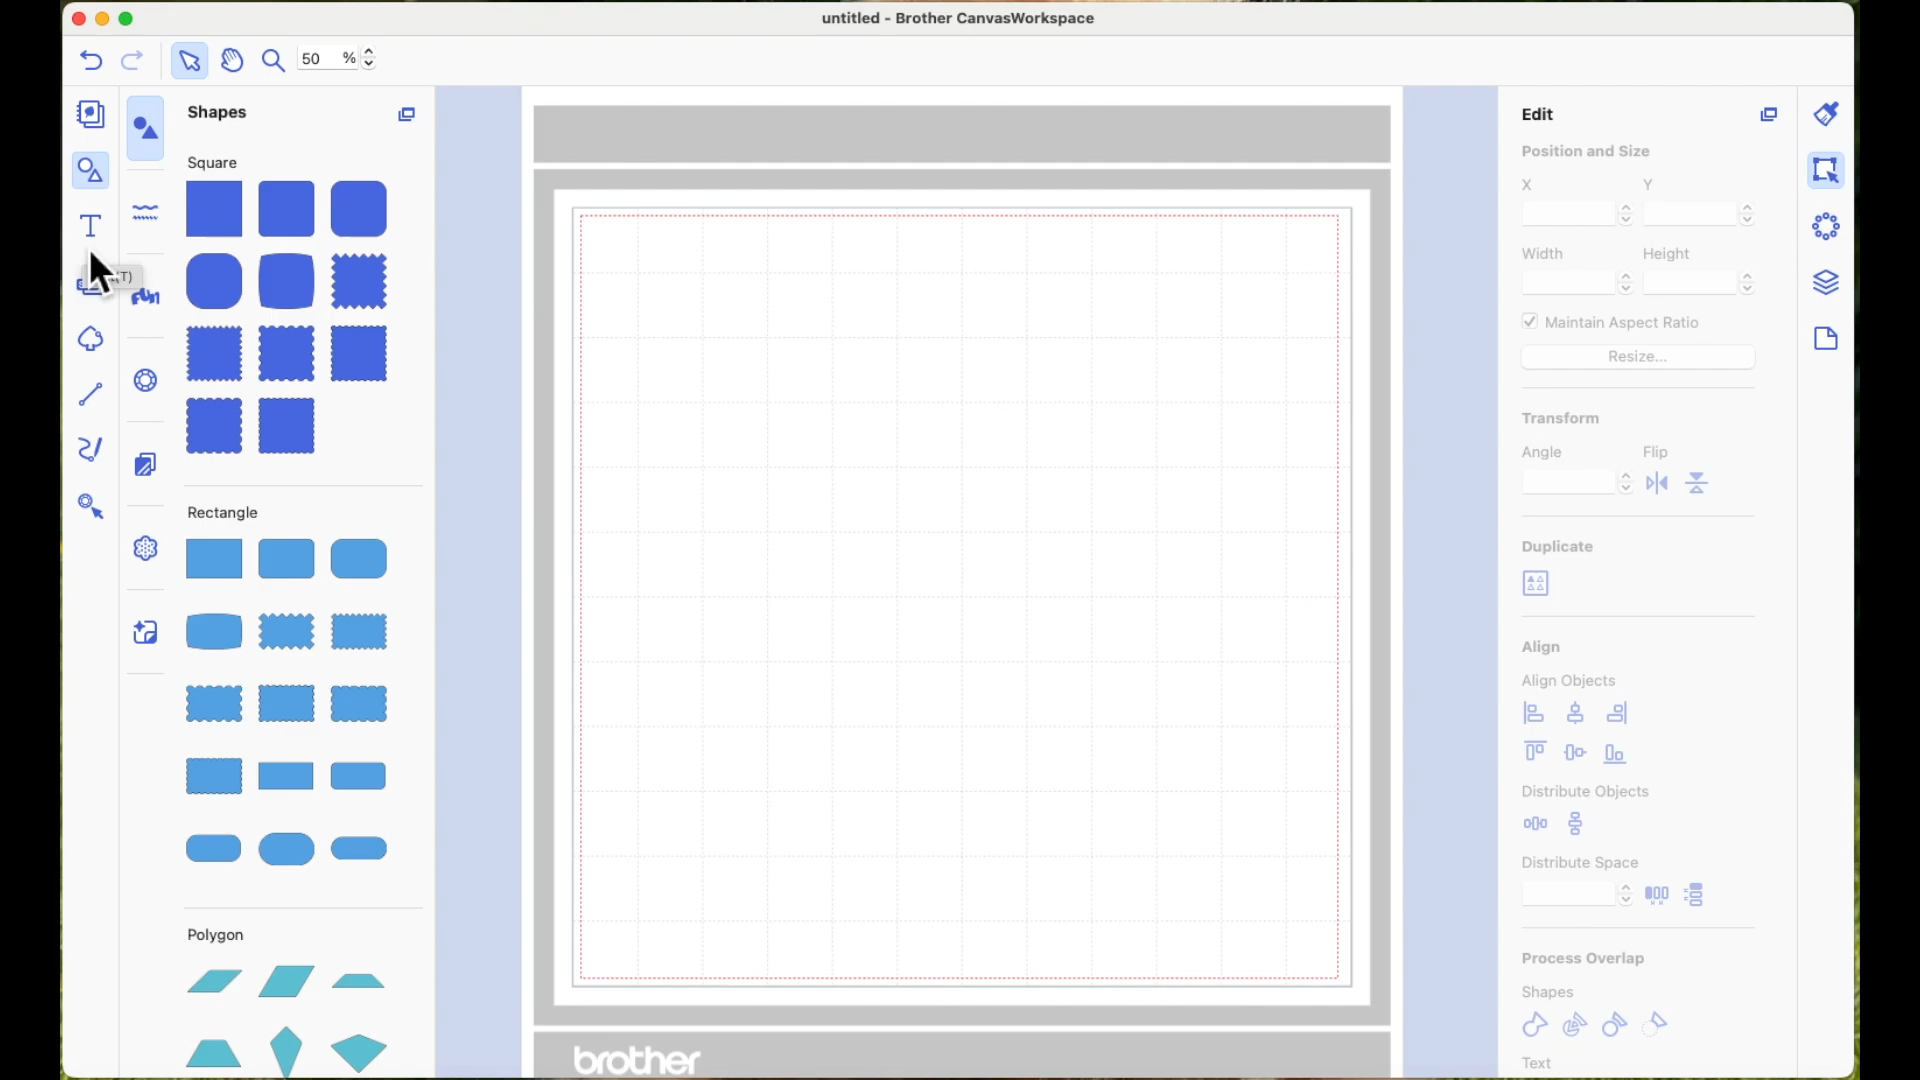 untitled - Brother CanvasWorkspace
50 %
Shapes
Square
(T)
Fun
Rectangle
Polygon
brother
Edit
Position and Size
X Y
Width Height
Maintain Aspect Ratio
Resize...
Transform
Angle Flip
Duplicate
Align
Align Objects
Distribute Objects
Distribute Space
Process Overlap
Shapes
Text